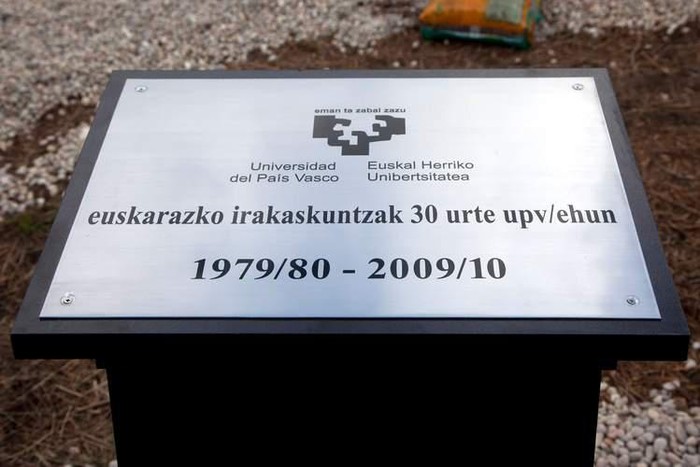 eman ta zabal zazu
Universidad del País Vasco
Euskal Herriko Unibertsitatea
euskarazko irakaskuntzak 30 urte upv/ehun
1979/80 - 2009/10